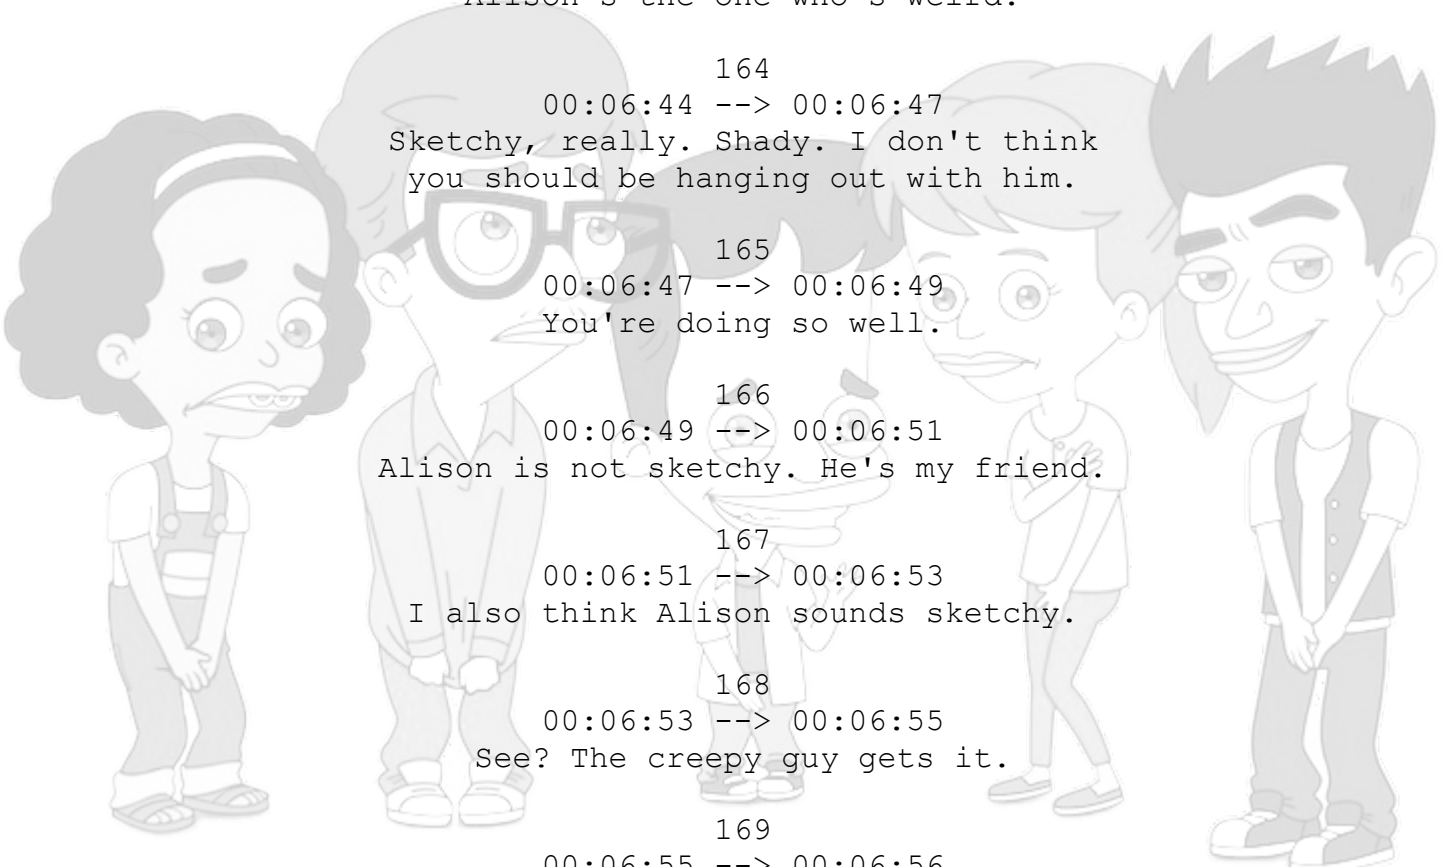 Alison's the one who's weird.
164
00:06:44 --> 00:06:47
Sketchy, really. Shady. I don't think
you should be hanging out with him.
165
00:06:47 --> 00:06:49
You're doing so well.
166
00:06:49 --> 00:06:51
Alison is not sketchy. He's my friend.
167
00:06:51 --> 00:06:53
I also think Alison sounds sketchy.
168
00:06:53 --> 00:06:55
See? The creepy guy gets it.
169
00:06:55 --> 00:06:56